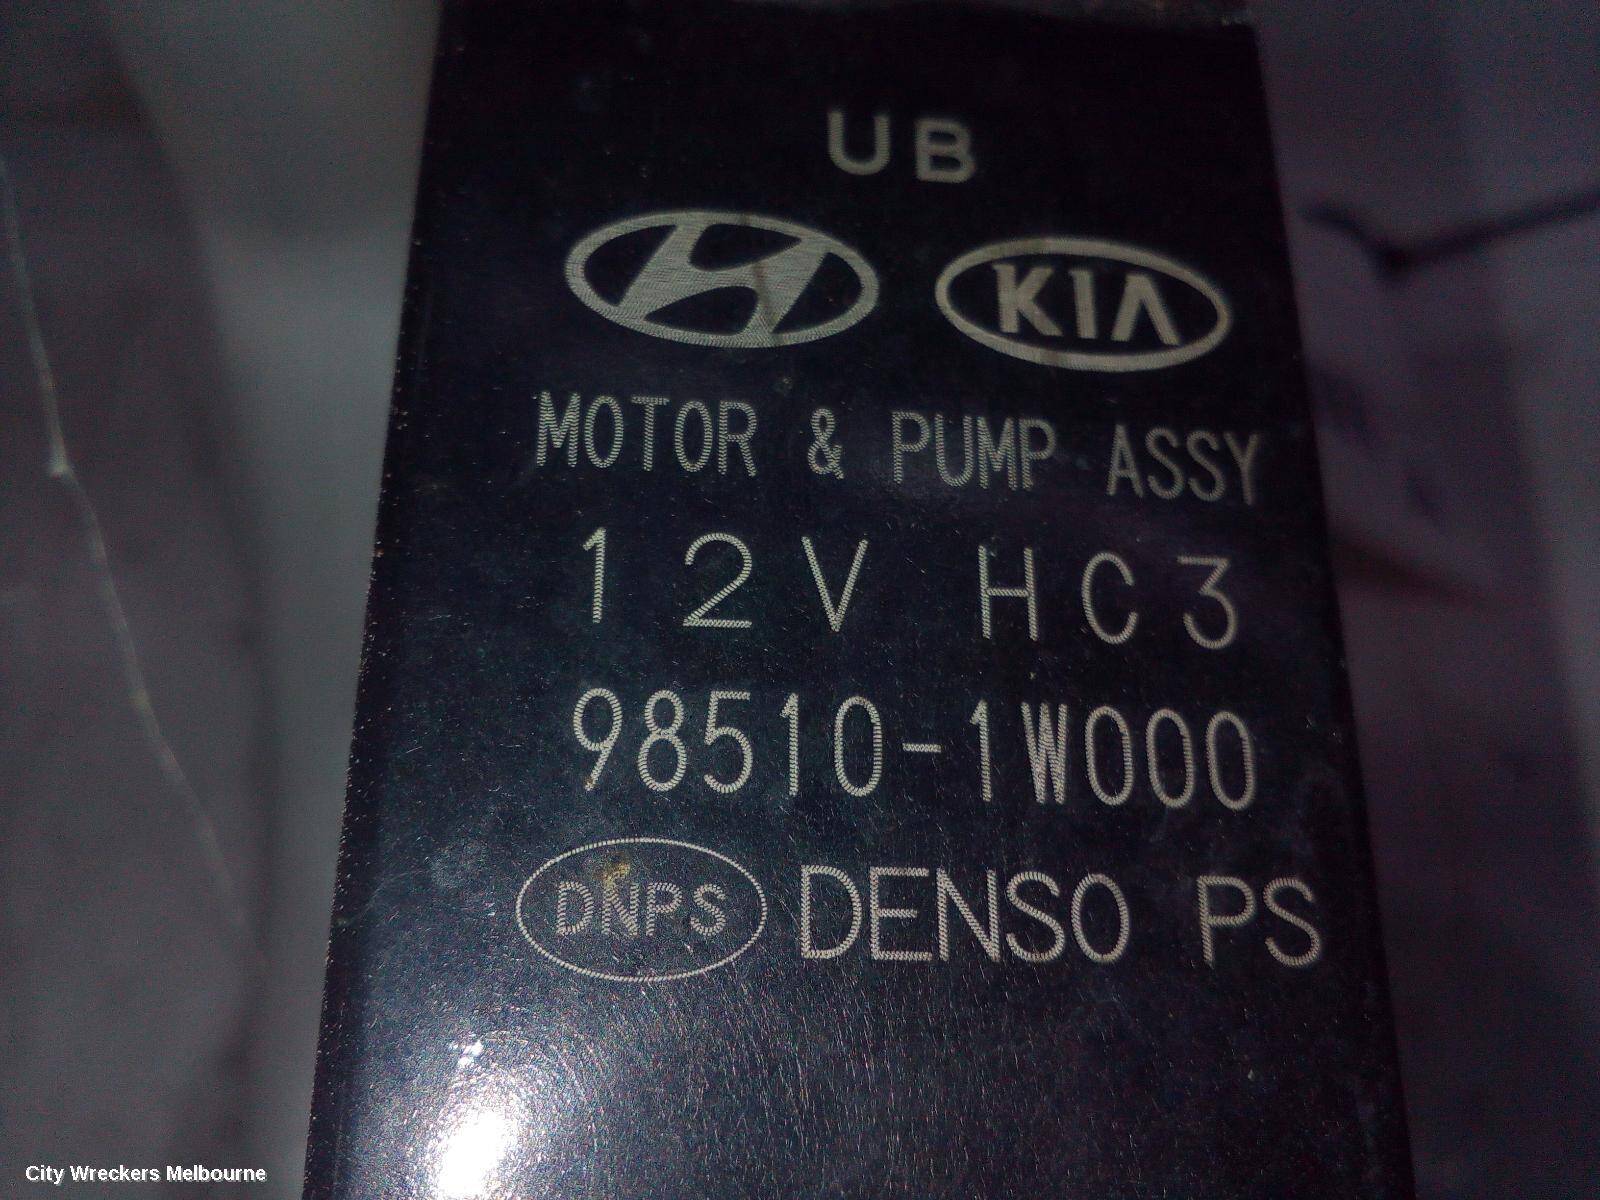 UB
KIA
MOTOR & PUMP ASSY
12V HC3
98510-1W000
DNPS DENSO PS
City Wreckers Melbourne